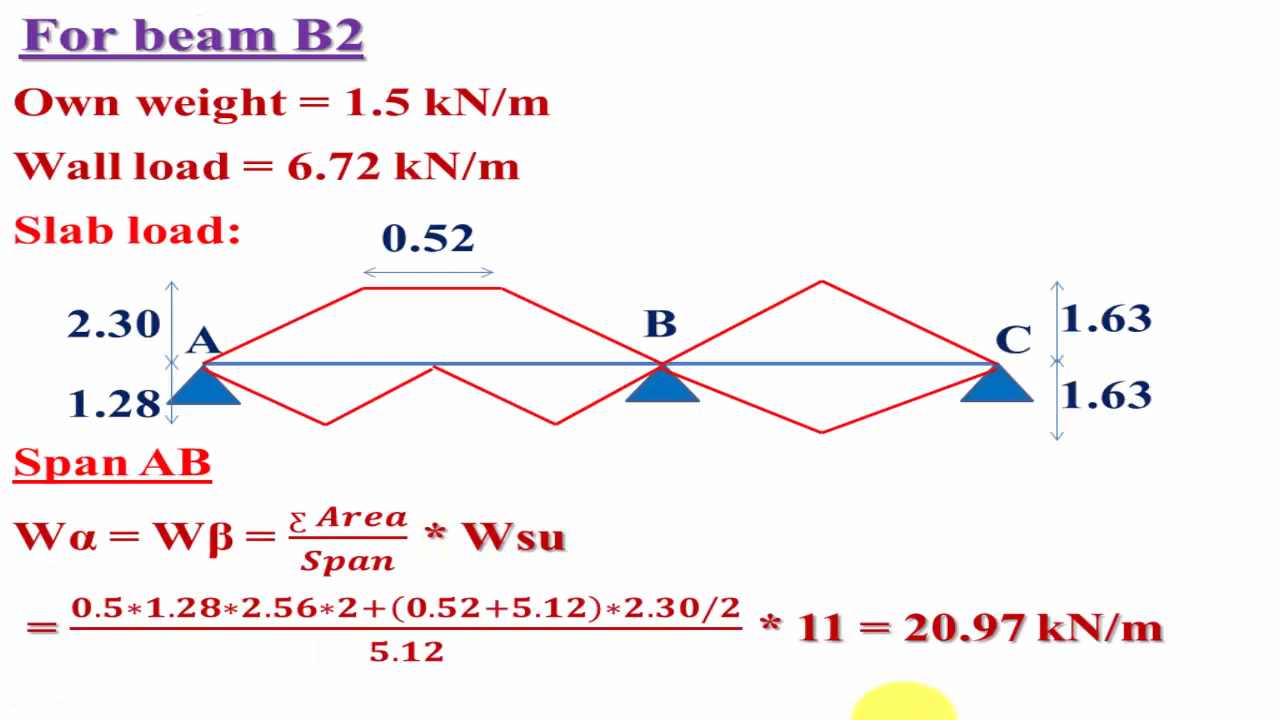 For beam B2
Own weight = 1.5 kN/m
Wall load = 6.72 kN/m
Slab load:
0.52
2.30
A
B
C
1.63
1.28
1.63
Span AB
Wα = Wβ = ∑ Area / Span * Wsu
= 0.5*1.28*2.56*2+(0.52+5.12)*2.30/2 / 5.12 * 11 = 20.97 kN/m